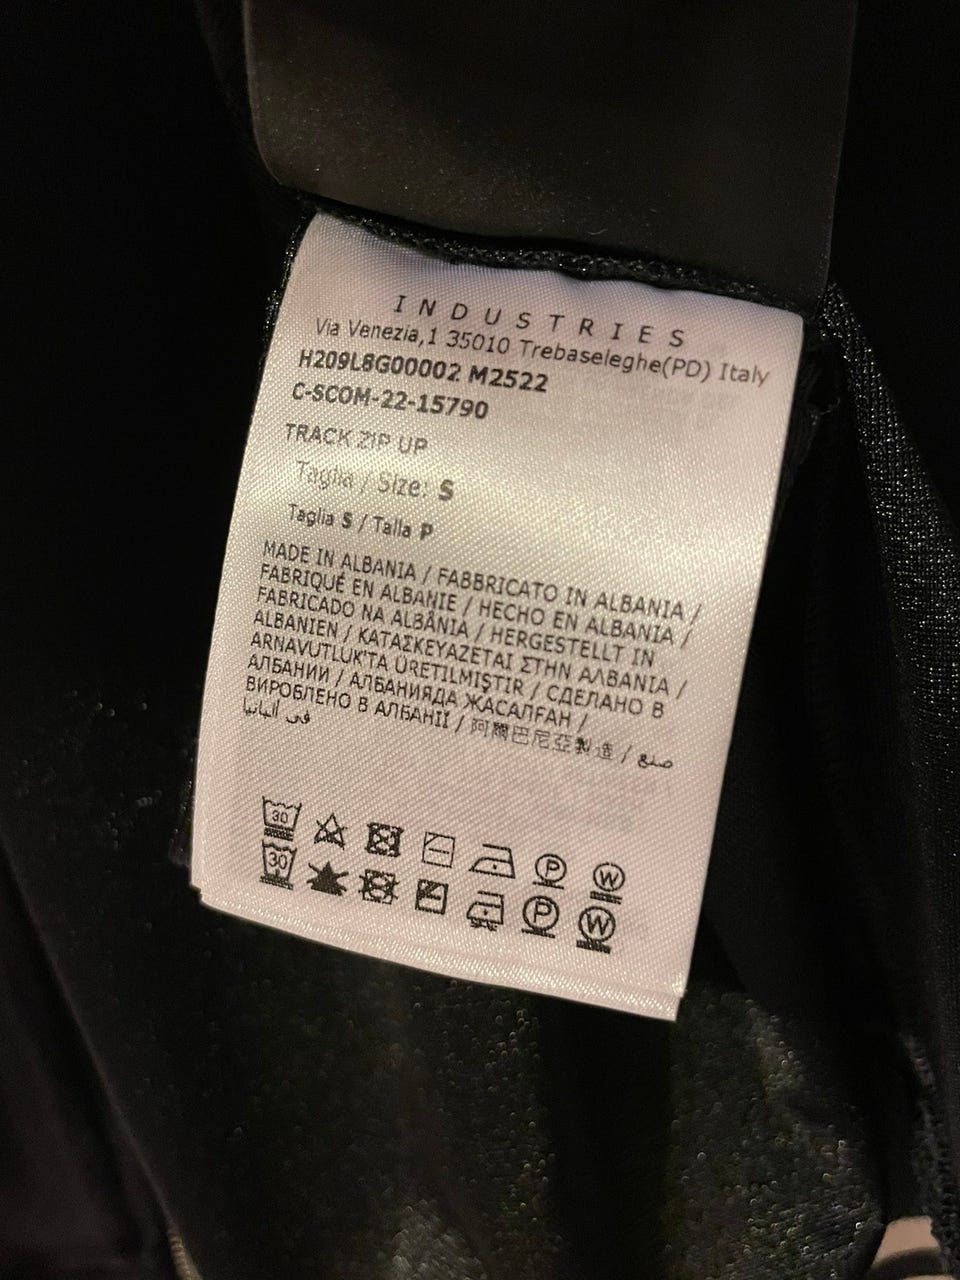 INDUSTRIES
Via Venezia,1 35010 Trebaseleghe(PD) Italy
H209L8G00002 M2522
C-SCOM-22-15790
TRACK ZIP UP
Taglia / Size: S
Taglia S / Talla P
MADE IN ALBANIA / FABBRICATO IN ALBANIA /
FABRIQUÉ EN ALBANIE / HECHO EN ALBANIA /
FABRICADO NA ALBÂNIA / HERGESTELLT IN
ALBANIEN / ΚΑΤΑΣΚΕΥΑΖΕΤΑΙ ΣΤΗΝ ΑΛΒΑΝΙΑ /
ARNAVUTLUK'TA ÜRETILMIŞTIR / СДЕЛАНО В
АЛБАНИИ / АЛБАНИЯДА ЖАСАЛҒАН /
ВИРОБЛЕНО В АЛБАНІЇ / 阿爾巴尼亞製造 / صنع
في ألبانيا
30 P W
30 P W